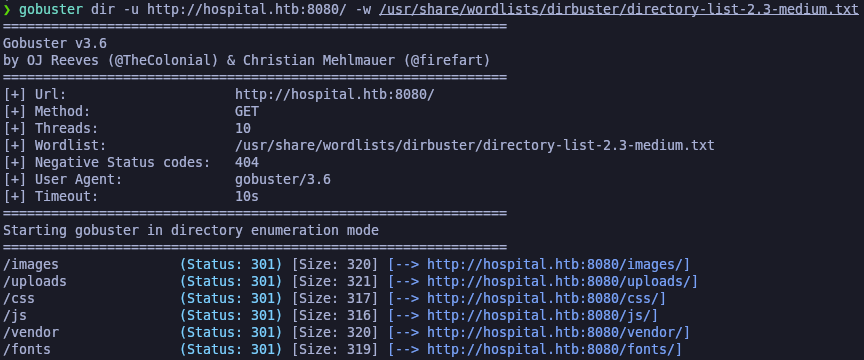 ❯ gobuster dir -u http://hospital.htb:8080/ -w /usr/share/wordlists/dirbuster/directory-list-2.3-medium.txt
===============================================================
Gobuster v3.6
by OJ Reeves (@TheColonial) & Christian Mehlmauer (@firefart)
===============================================================
[+] Url:                     http://hospital.htb:8080/
[+] Method:                  GET
[+] Threads:                 10
[+] Wordlist:                /usr/share/wordlists/dirbuster/directory-list-2.3-medium.txt
[+] Negative Status codes:   404
[+] User Agent:              gobuster/3.6
[+] Timeout:                 10s
===============================================================
Starting gobuster in directory enumeration mode
===============================================================
/images               (Status: 301) [Size: 320] [--> http://hospital.htb:8080/images/]
/uploads              (Status: 301) [Size: 321] [--> http://hospital.htb:8080/uploads/]
/css                  (Status: 301) [Size: 317] [--> http://hospital.htb:8080/css/]
/js                   (Status: 301) [Size: 316] [--> http://hospital.htb:8080/js/]
/vendor               (Status: 301) [Size: 320] [--> http://hospital.htb:8080/vendor/]
/fonts                (Status: 301) [Size: 319] [--> http://hospital.htb:8080/fonts/]